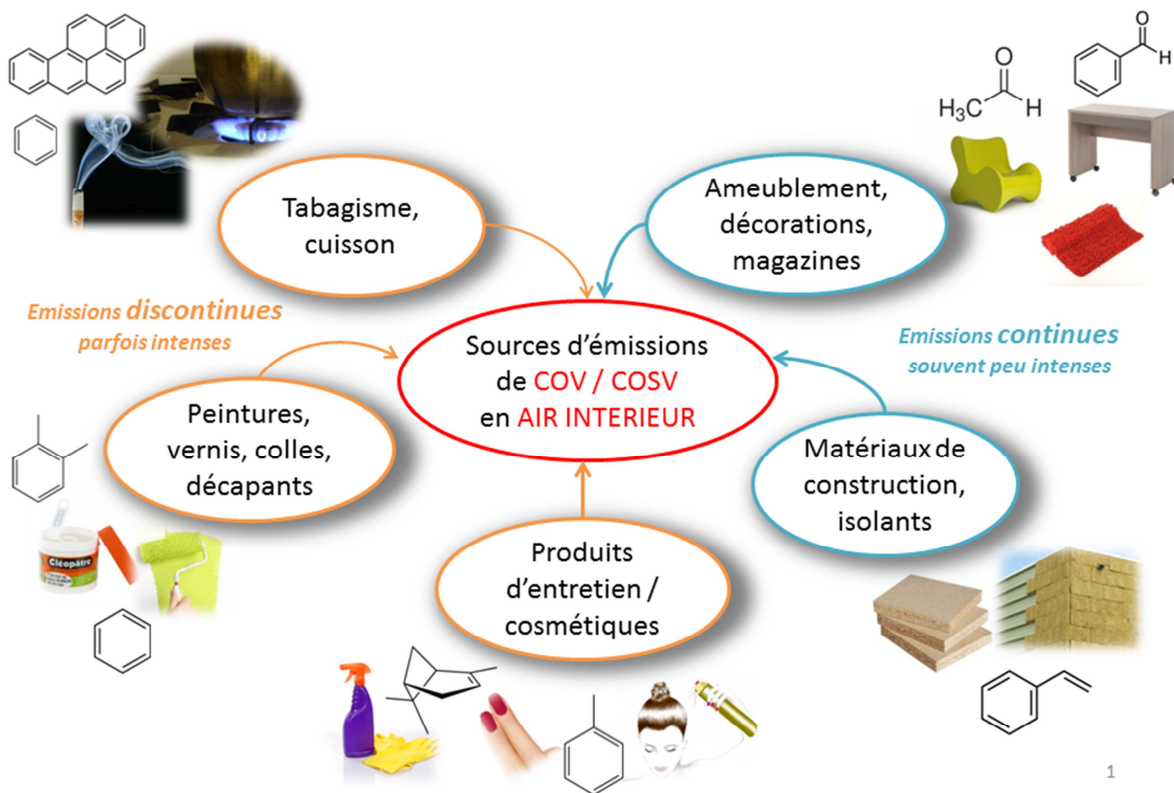 Tabagisme,
cuisson
Ameublement,
décorations,
magazines
O
H
O
H₃C
H
Emissions discontinues
parfois intenses
Emissions continues
souvent peu intenses
Sources d’émissions
de COV / COSV
en AIR INTERIEUR
Peintures,
vernis, colles,
décapants
Matériaux de
construction,
isolants
Cléopâtre
Produits
d’entretien /
cosmétiques
1